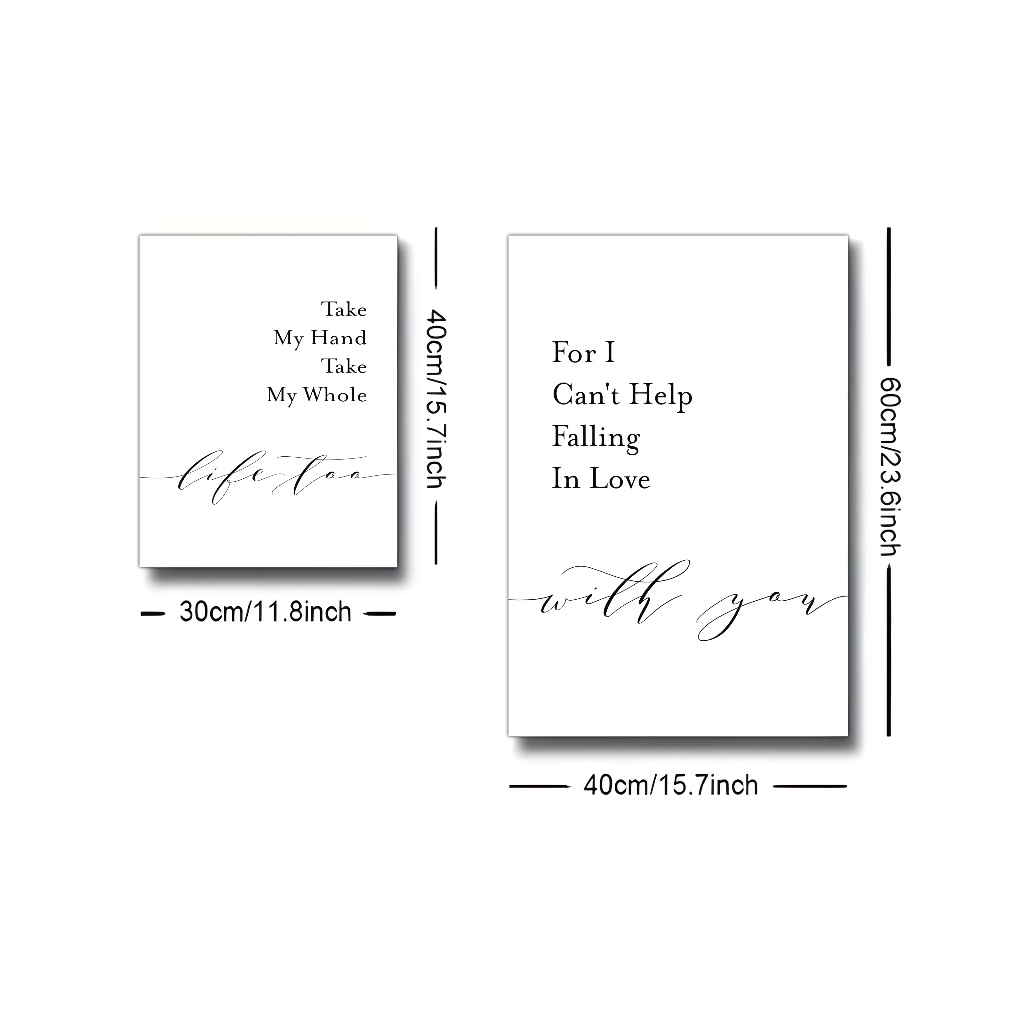 Take
My Hand
Take
My Whole
life too
40cm/15.7inch
30cm/11.8inch
For I
Can't Help
Falling
In Love
with you
60cm/23.6inch
40cm/15.7inch